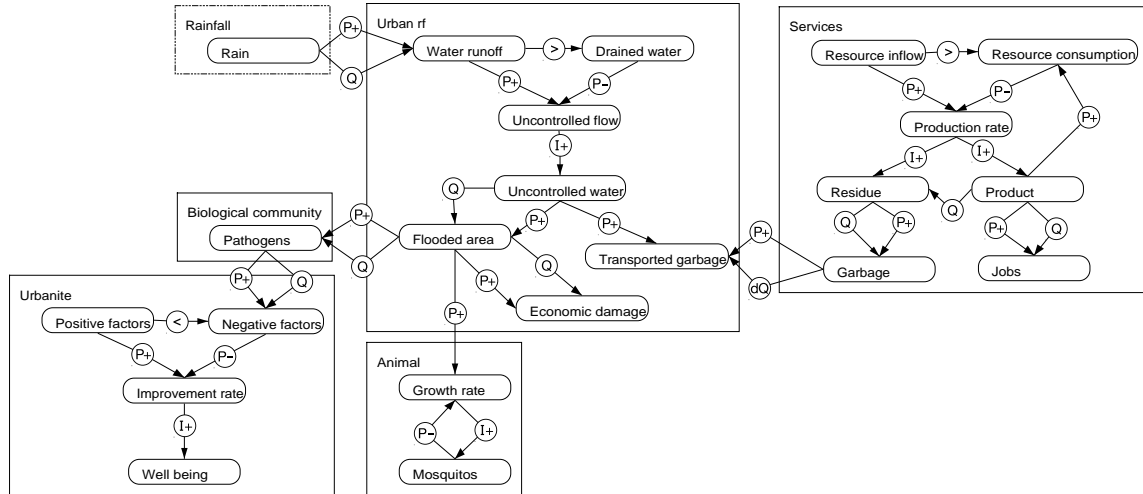 Rainfall
Rain
P+
Q
Urban rf
Water runoff
>
Drained water
P+
P−
Uncontrolled flow
I+
Uncontrolled water
Q
P+
P+
Flooded area
Transported garbage
P+
Q
Economic damage
P+
Services
Resource inflow
>
Resource consumption
P+
P−
P+
Production rate
I+
I+
Residue
Q
Product
Q
P+
P+
Q
Garbage
Jobs
P+
dQ
Biological community
Pathogens
P+
Q
P+
Q
Urbanite
Positive factors
<
Negative factors
P+
P−
Improvement rate
I+
Well being
Animal
Growth rate
P−
I+
Mosquitos